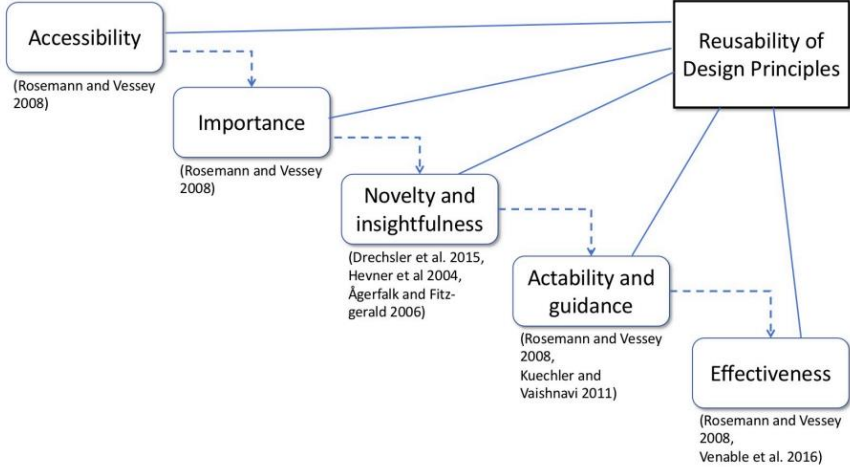 Accessibility
(Rosemann and Vessey
2008)
Reusability of
Design Principles
Importance
(Rosemann and Vessey
2008)
Novelty and
insightfulness
(Drechsler et al. 2015,
Hevner et al 2004,
Ågerfalk and Fitz-
gerald 2006)
Actability and
guidance
(Rosemann and Vessey
2008,
Kuechler and
Vaishnavi 2011)
Effectiveness
(Rosemann and Vessey
2008,
Venable et al. 2016)